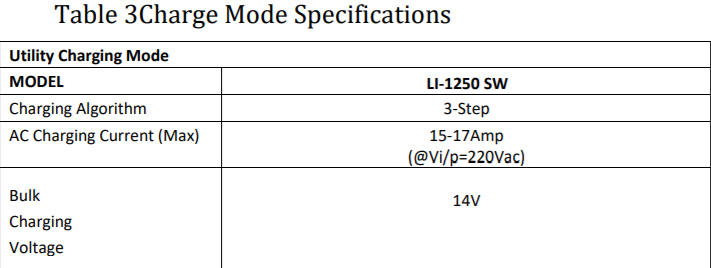 Table 3Charge Mode Specifications
Utility Charging Mode
MODEL LI-1250 SW
Charging Algorithm 3-Step
AC Charging Current (Max) 15-17Amp
(@Vi/p=220Vac)
Bulk
Charging
Voltage
14V